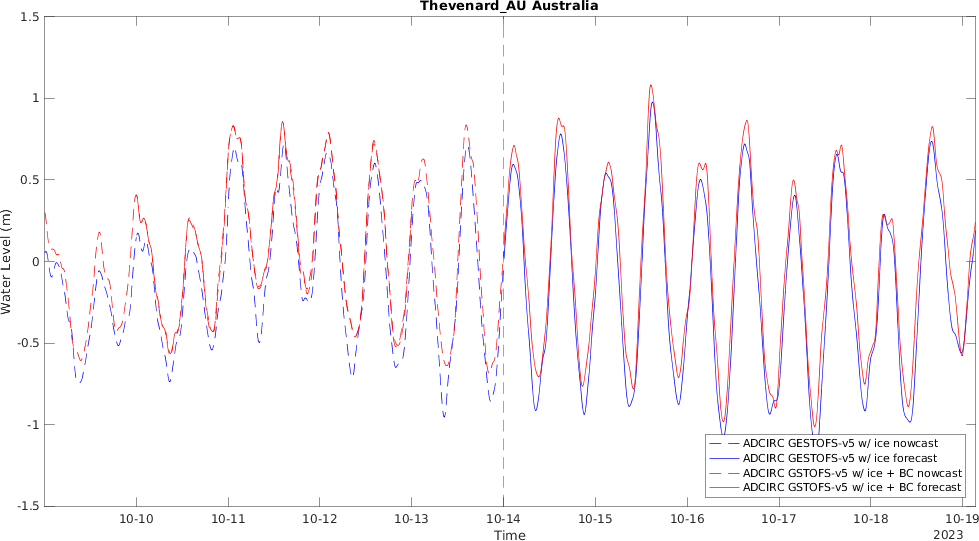 Thevenard_AU Australia
1.5
1
0.5
0
-0.5
-1
-1.5
Water Level (m)
10-10 10-11 10-12 10-13 10-14 10-15 10-16 10-17 10-18 10-19
Time
2023
ADCIRC GESTOFS-v5 w/ ice nowcast
ADCIRC GESTOFS-v5 w/ ice forecast
ADCIRC GSTOFS-v5 w/ ice + BC nowcast
ADCIRC GSTOFS-v5 w/ ice + BC forecast